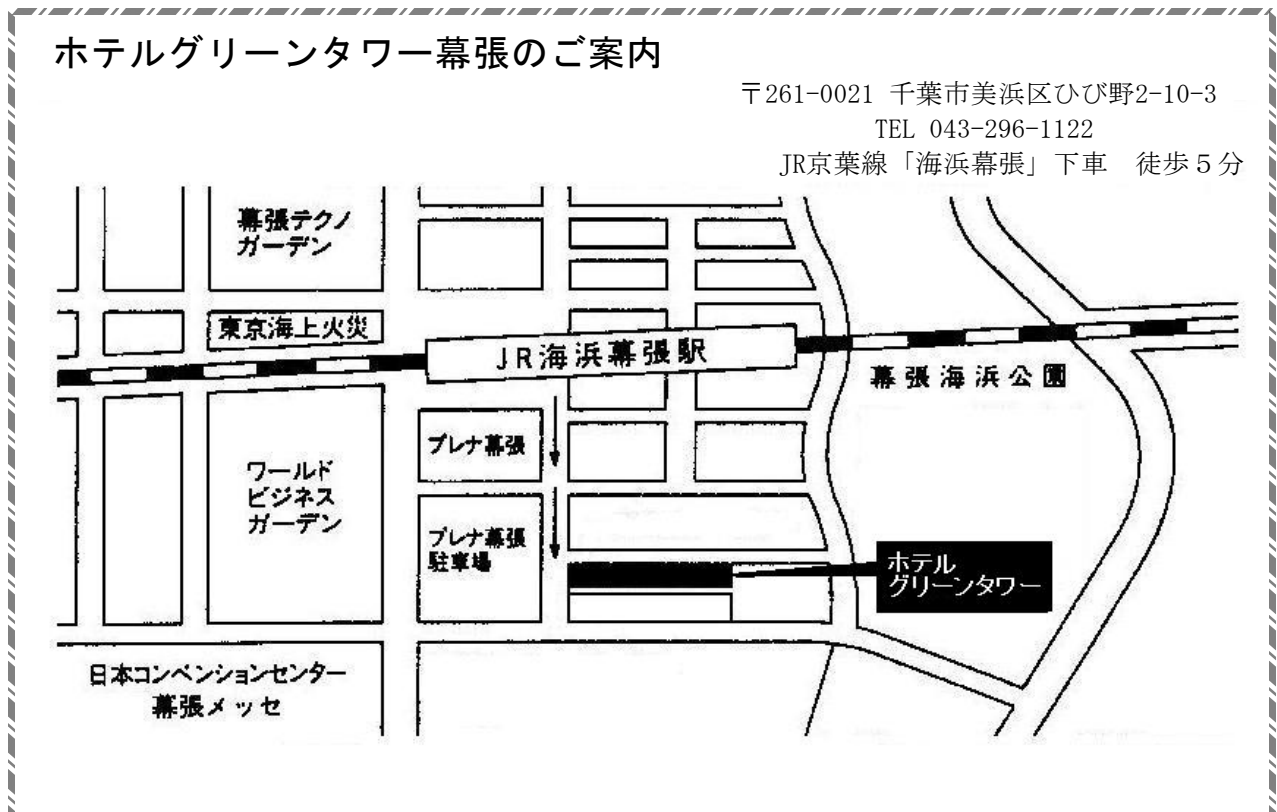 ホテルグリーンタワー幕張のご案内
〒261-0021 千葉市美浜区ひび野2-10-3
TEL 043-296-1122
JR京葉線「海浜幕張」下車　徒歩５分
幕張テクノ
ガーデン
東京海上火災
JR海浜幕張駅
幕張海浜公園
プレナ幕張
ワールド
ビジネス
ガーデン
プレナ幕張
駐車場
ホテル
グリーンタワー
日本コンベンションセンター
幕張メッセ